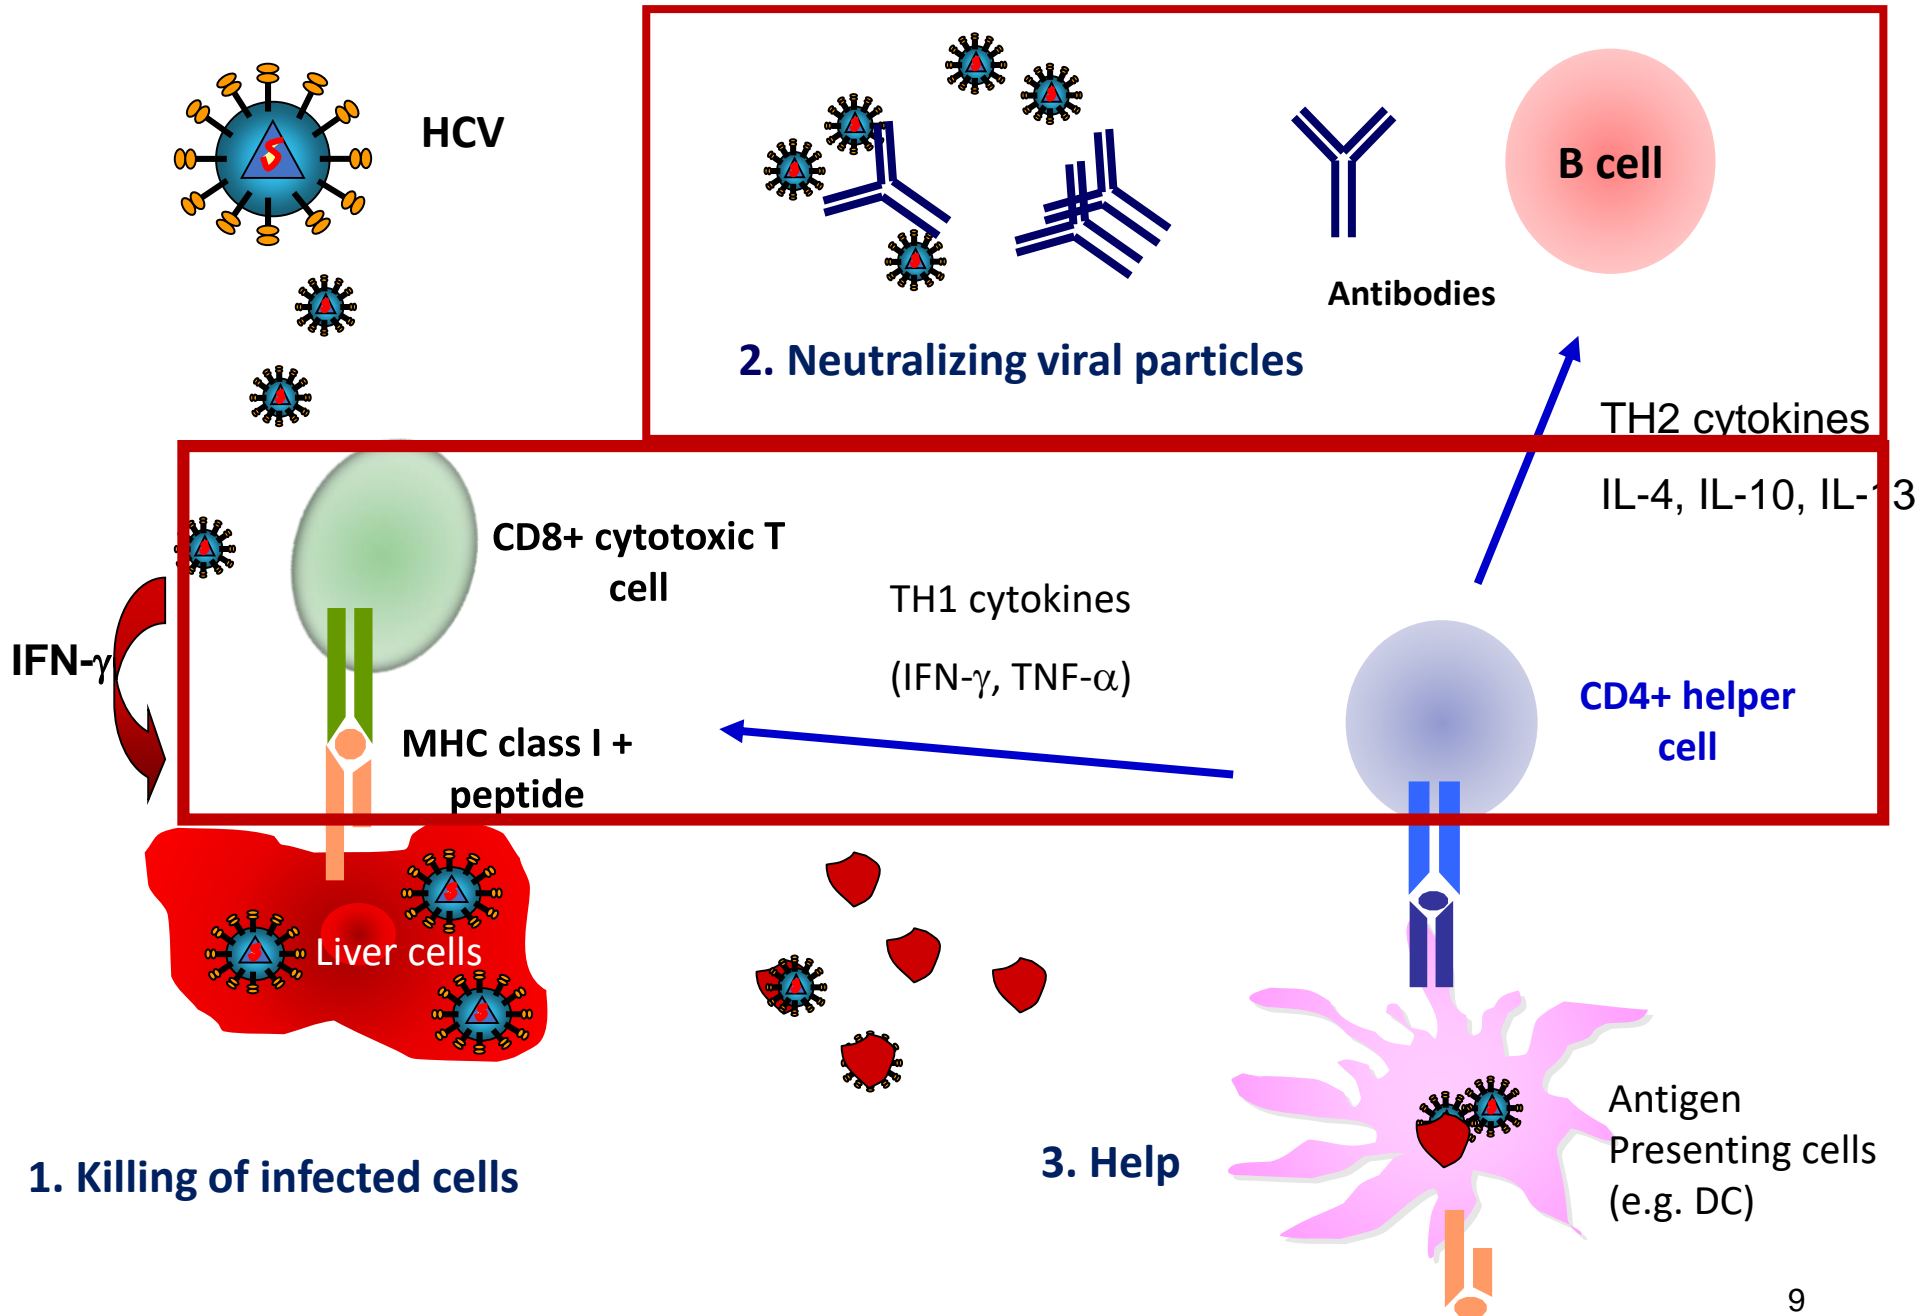 HCV
B cell
Antibodies
2. Neutralizing viral particles
TH2 cytokines
IL-4, IL-10, IL-13
CD8+ cytotoxic T
cell
TH1 cytokines
(IFN-γ, TNF-α)
IFN-γ
CD4+ helper
cell
MHC class I +
peptide
Liver cells
Antigen
Presenting cells
(e.g. DC)
3. Help
1. Killing of infected cells
9